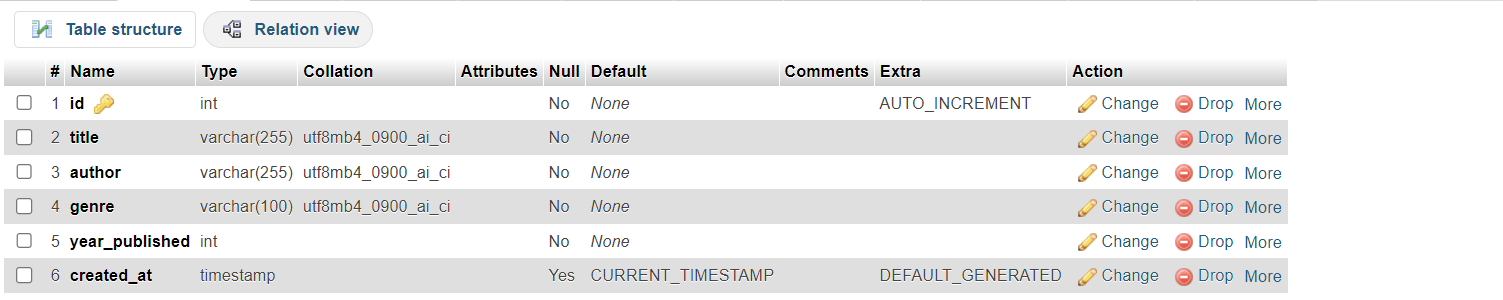 Table structure Relation view
# Name Type Collation Attributes Null Default Comments Extra Action
1 id int No None AUTO_INCREMENT Change Drop More
2 title varchar(255) utf8mb4_0900_ai_ci No None Change Drop More
3 author varchar(255) utf8mb4_0900_ai_ci No None Change Drop More
4 genre varchar(100) utf8mb4_0900_ai_ci No None Change Drop More
5 year_published int No None Change Drop More
6 created_at timestamp Yes CURRENT_TIMESTAMP DEFAULT_GENERATED Change Drop More